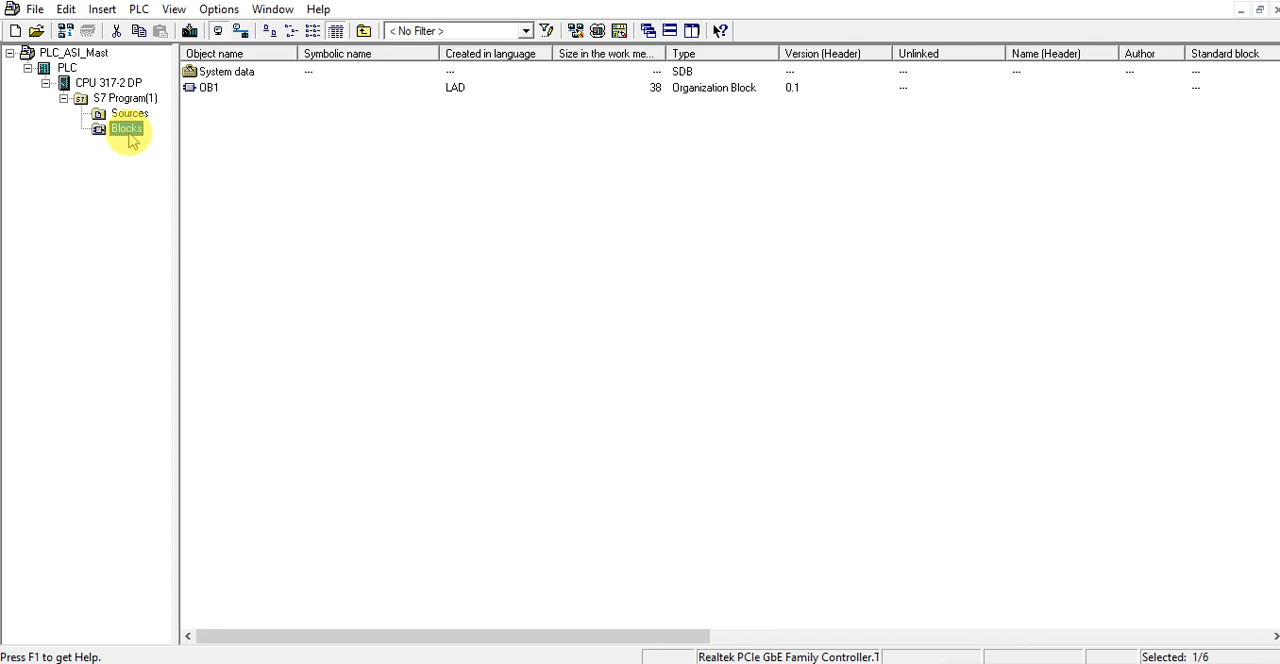 File Edit Insert PLC View Options Window Help
< No Filter >
PLC_ASI_Mast
PLC
CPU 317-2 DP
S7 Program(1)
Sources
Blocks
Object name Symbolic name Created in language Size in the work me... Type Version (Header) Unlinked Name (Header) Author Standard block
System data --- --- --- SDB --- --- --- --- ---
OB1 LAD 38 Organization Block 0.1 --- ---
Press F1 to get Help. Realtek PCIe GbE Family Controller.T Selected: 1/6